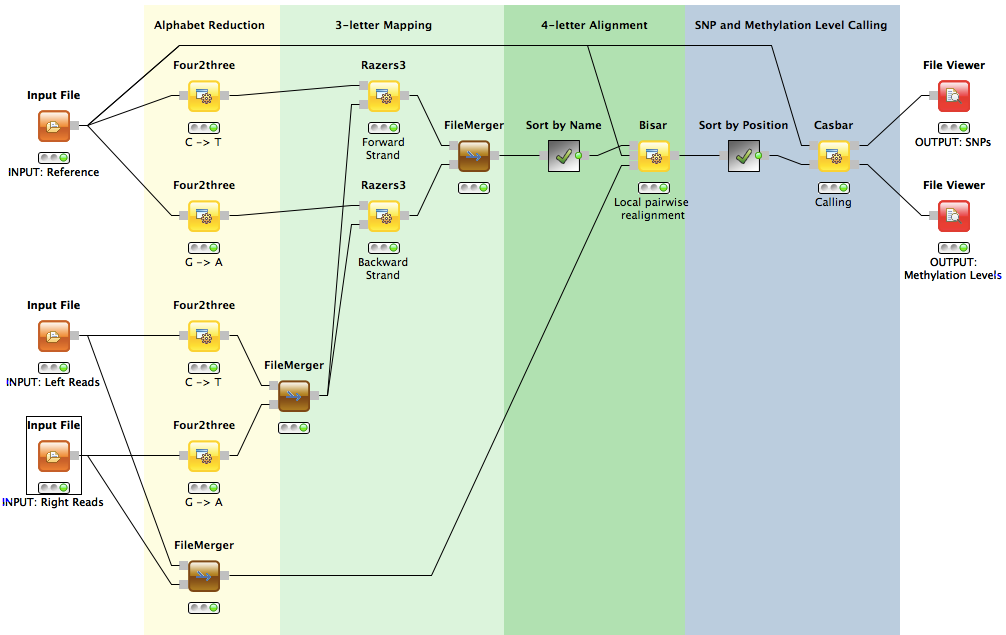 Alphabet Reduction
3-letter Mapping
4-letter Alignment
SNP and Methylation Level Calling
Input File
INPUT: Reference
Four2three
C -> T
Four2three
G -> A
Razers3
Forward
Strand
Razers3
Backward
Strand
FileMerger
Sort by Name
Bisar
Local pairwise
realignment
Sort by Position
Casbar
Calling
File Viewer
OUTPUT: SNPs
File Viewer
OUTPUT:
Methylation Levels
Input File
INPUT: Left Reads
Four2three
C -> T
FileMerger
Input File
INPUT: Right Reads
Four2three
G -> A
FileMerger